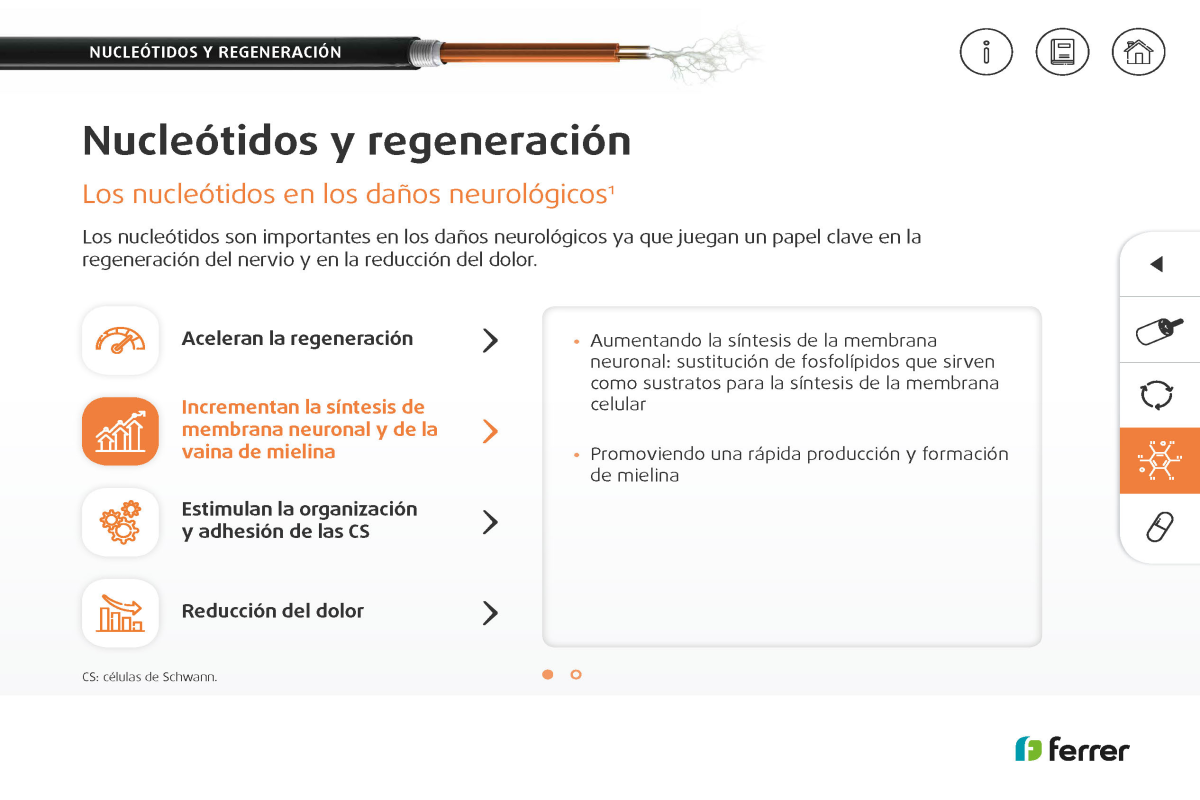 NUCLEÓTIDOS Y REGENERACIÓN
Nucleótidos y regeneración
Los nucleótidos en los daños neurológicos¹
Los nucleótidos son importantes en los daños neurológicos ya que juegan un papel clave en la
regeneración del nervio y en la reducción del dolor.
Aceleran la regeneración
Incrementan la síntesis de
membrana neuronal y de la
vaina de mielina
Estimulan la organización
y adhesión de las CS
Reducción del dolor
CS: células de Schwann.
• Aumentando la síntesis de la membrana
neuronal: sustitución de fosfolípidos que sirven
como sustratos para la síntesis de la membrana
celular
• Promoviendo una rápida producción y formación
de mielina
ferrer